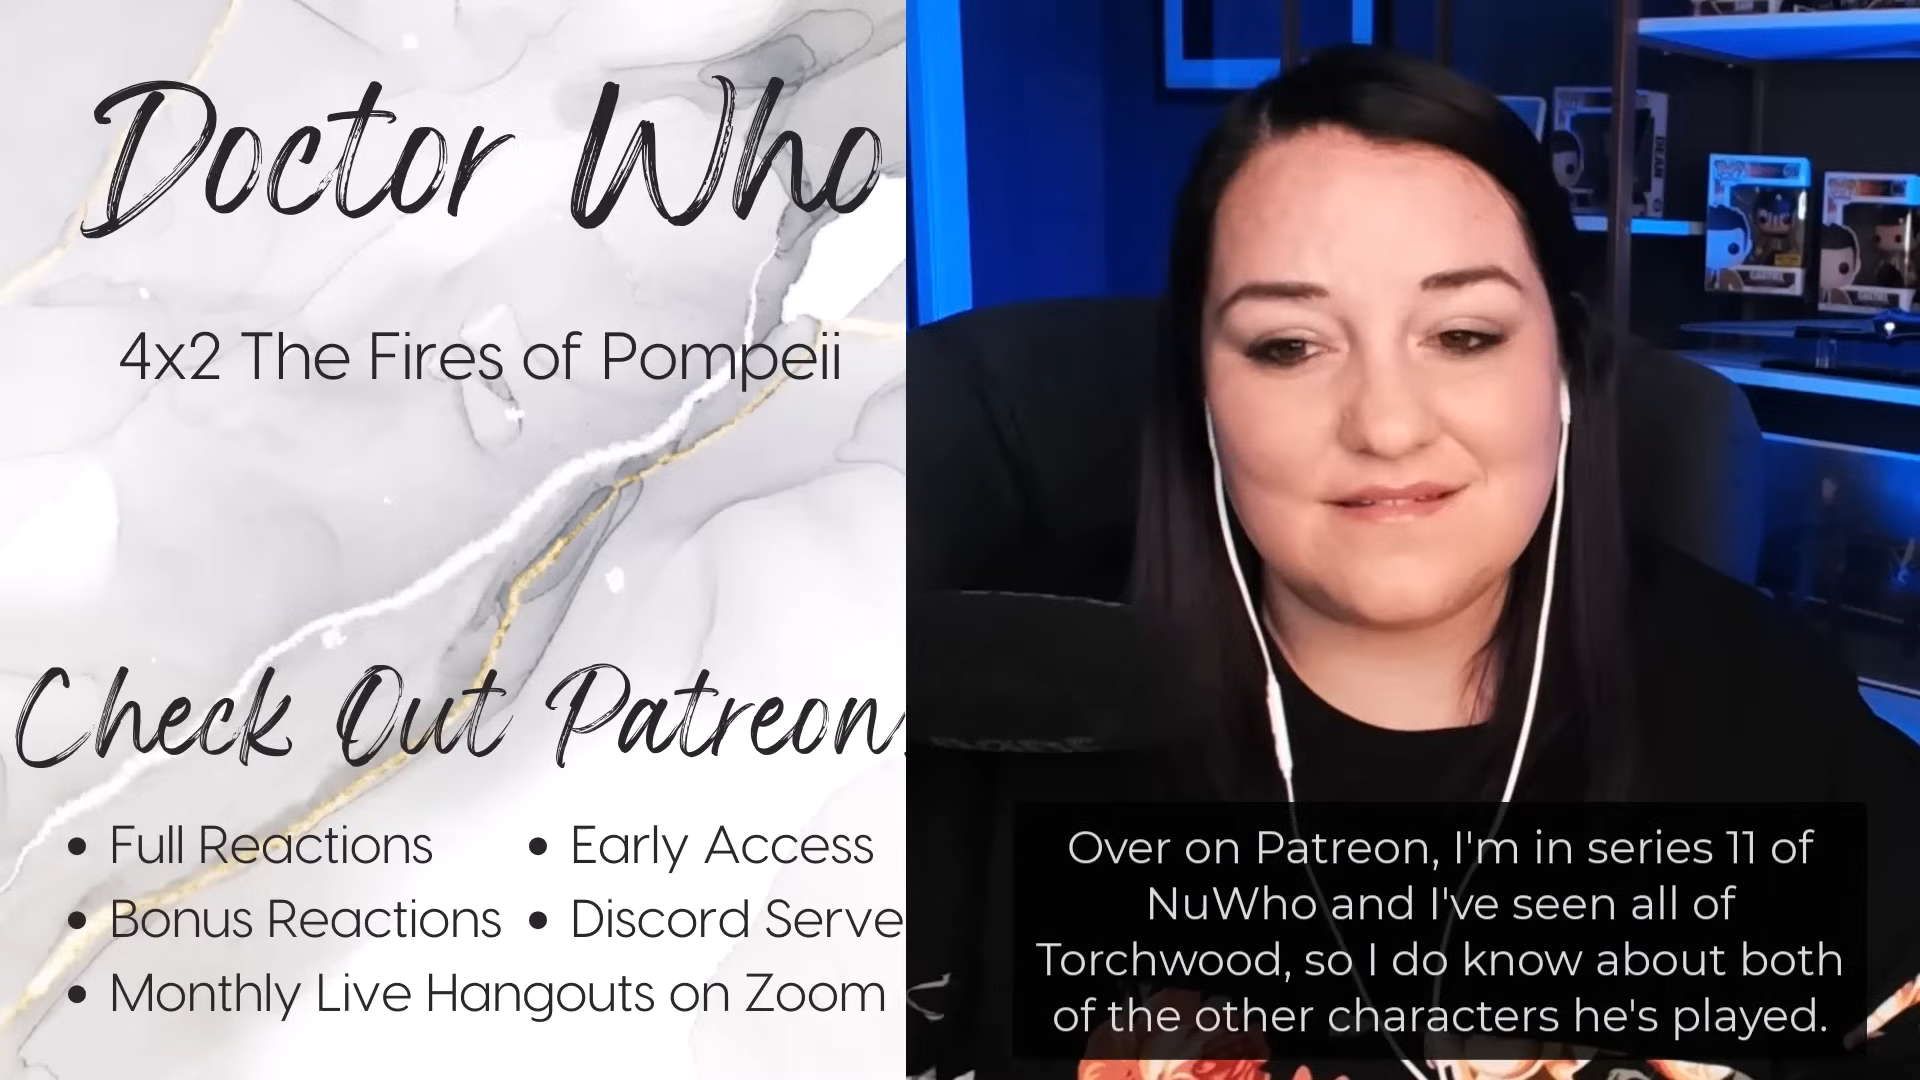 Doctor Who
4x2 The Fires of Pompeii
Check Out Patreon
• Full Reactions
• Early Access
• Bonus Reactions
• Discord Serve
• Monthly Live Hangouts on Zoom
DEAN
Over on Patreon, I'm in series 11 of
NuWho and I've seen all of
Torchwood, so I do know about both
of the other characters he's played.